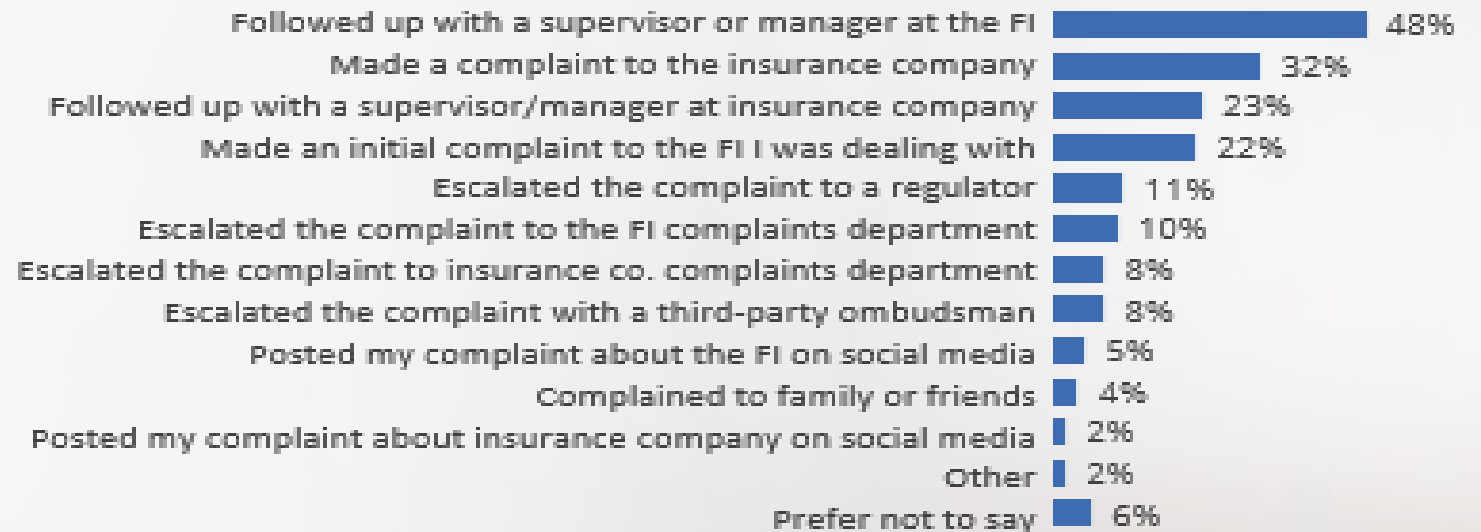 Followed up with a supervisor or manager at the FI 48%
Made a complaint to the insurance company 32%
Followed up with a supervisor/manager at insurance company 23%
Made an initial complaint to the FI I was dealing with 22%
Escalated the complaint to a regulator 11%
Escalated the complaint to the FI complaints department 10%
Escalated the complaint to insurance co. complaints department 8%
Escalated the complaint with a third-party ombudsman 8%
Posted my complaint about the FI on social media 5%
Complained to family or friends 4%
Posted my complaint about insurance company on social media 2%
Other 2%
Prefer not to say 6%